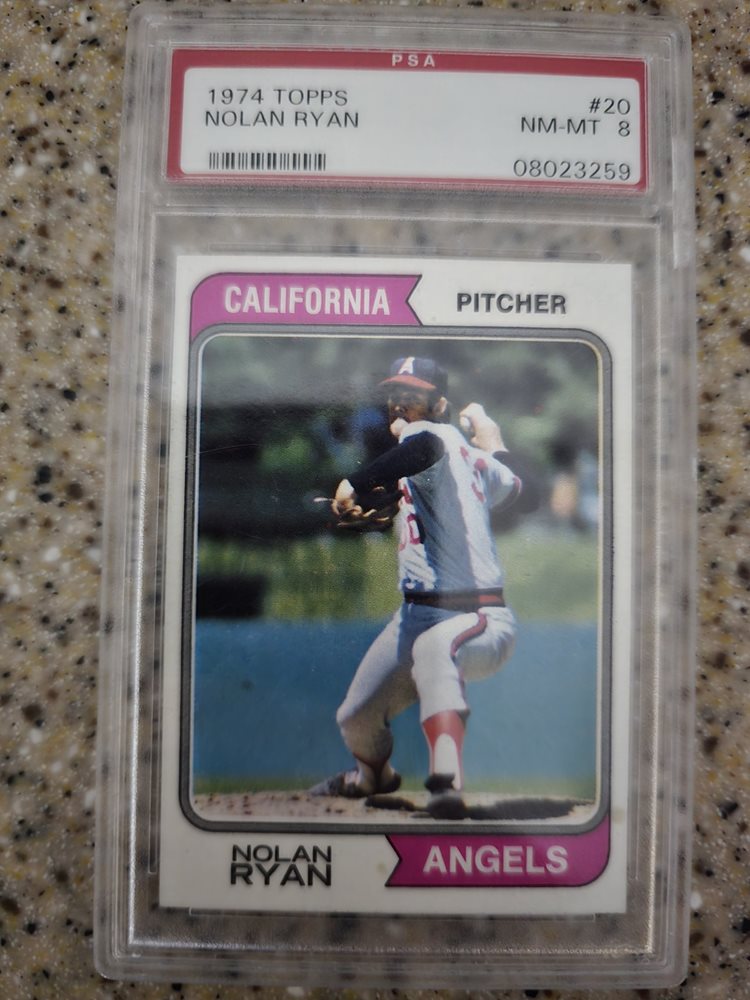 PSA
1974 TOPPS #20
NOLAN RYAN NM-MT 8
08023259
CALIFORNIA PITCHER
A
NOLAN
RYAN
ANGELS